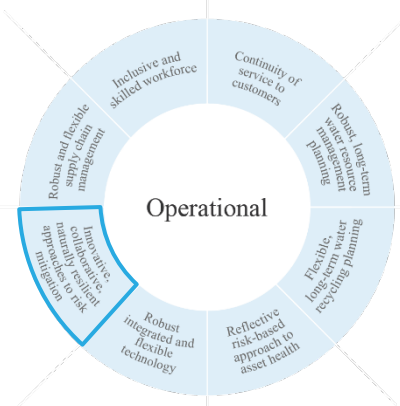 Operational
Continuity of
service to
customers
Robust, long-term
water resource
management
planning
Flexible,
long-term water
recycling planning
Reflective
risk-based
approach to
asset health
Robust
integrated and
flexible
technology
Innovative,
collaborative,
naturally resilient
approaches to risk
mitigation
Robust and flexible
supply chain
management
Inclusive and
skilled workforce